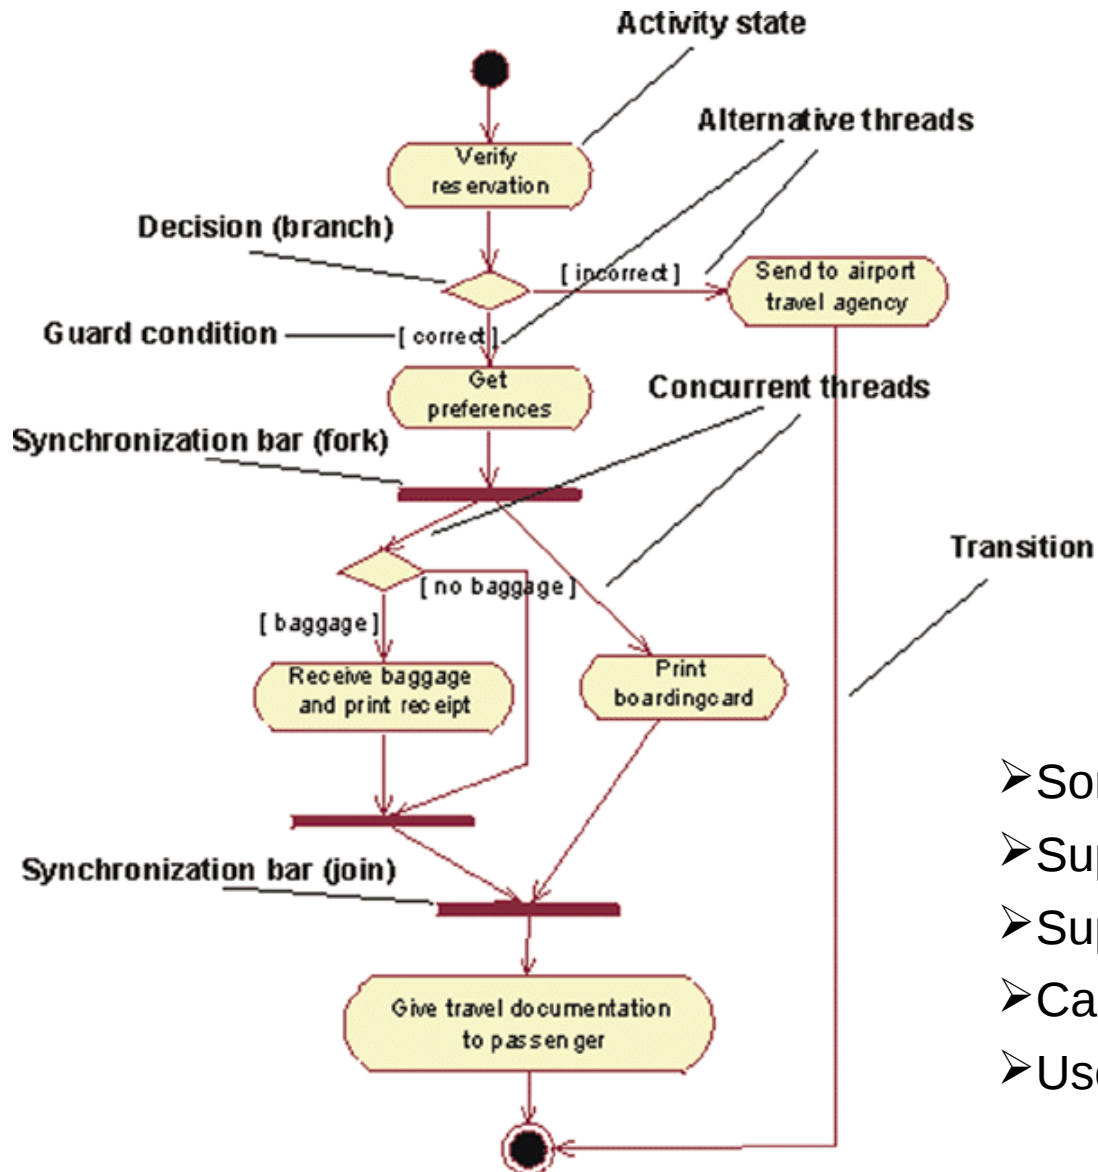 Activity state
Alternative threads
Verify
reservation
Decision (branch)
[ incorrect ]
Send to airport
travel agency
Guard condition
[ correct ]
Get
preferences
Concurrent threads
Synchronization bar (fork)
Transition
[ no baggage ]
[ baggage ]
Receive baggage
and print receipt
Print
boardingcard
Synchronization bar (join)
Give travel documentation
to passenger